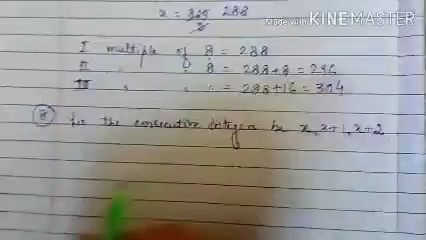 x = 288
Made with KINEMASTER
I multiple of 8 = 288
II " " 8 = 288+8 = 296
III " " = 288+16 = 304
8 for the consecutive integers be x, x+1, x+2